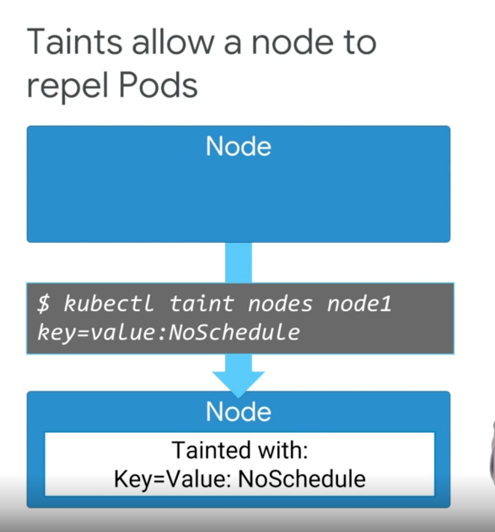 Taints allow a node to
repel Pods
Node
$ kubectl taint nodes node1
key=value:NoSchedule
Node
Tainted with:
Key=Value: NoSchedule